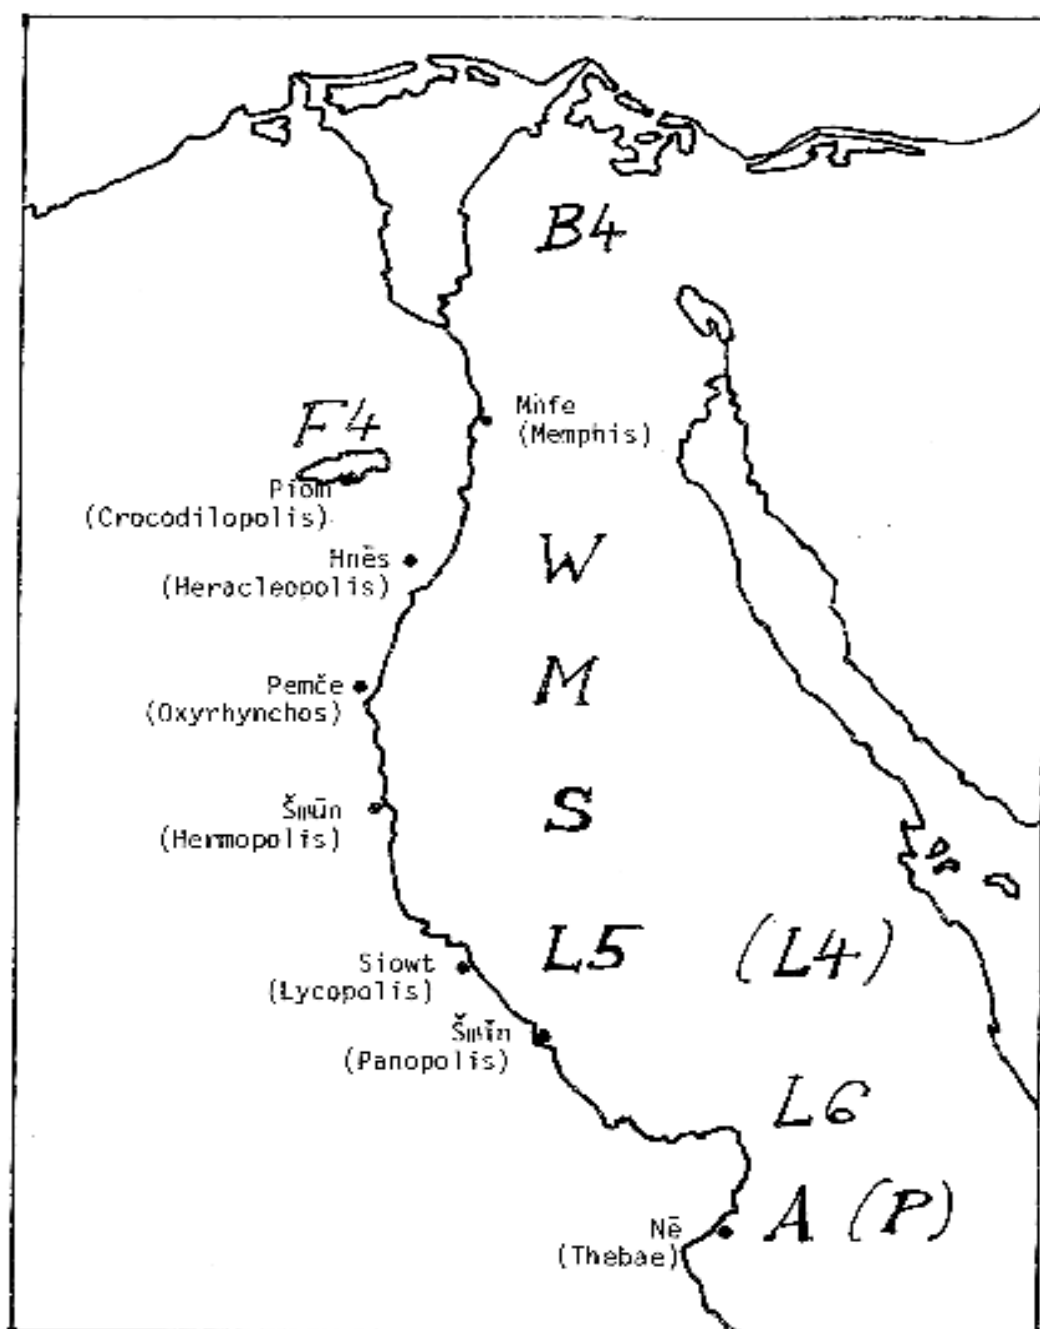 B4
Mn̄fe
(Memphis)
F4
Piom
(Crocodilopolis)
Hnēs
(Heracleopolis)
W
Pemče
(Oxyrhynchos)
M
Šmūn
(Hermopolis)
S
Siowt
(Lycopolis)
L5 (L4)
Šmīn
(Panopolis)
L6
Nē
(Thebae)
A (P)